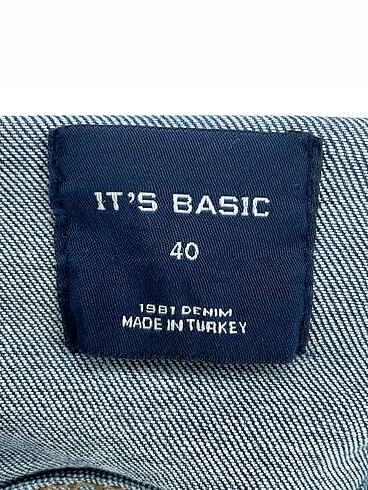 IT'S BASIC
40
1981 DENIM
MADE IN TURKEY